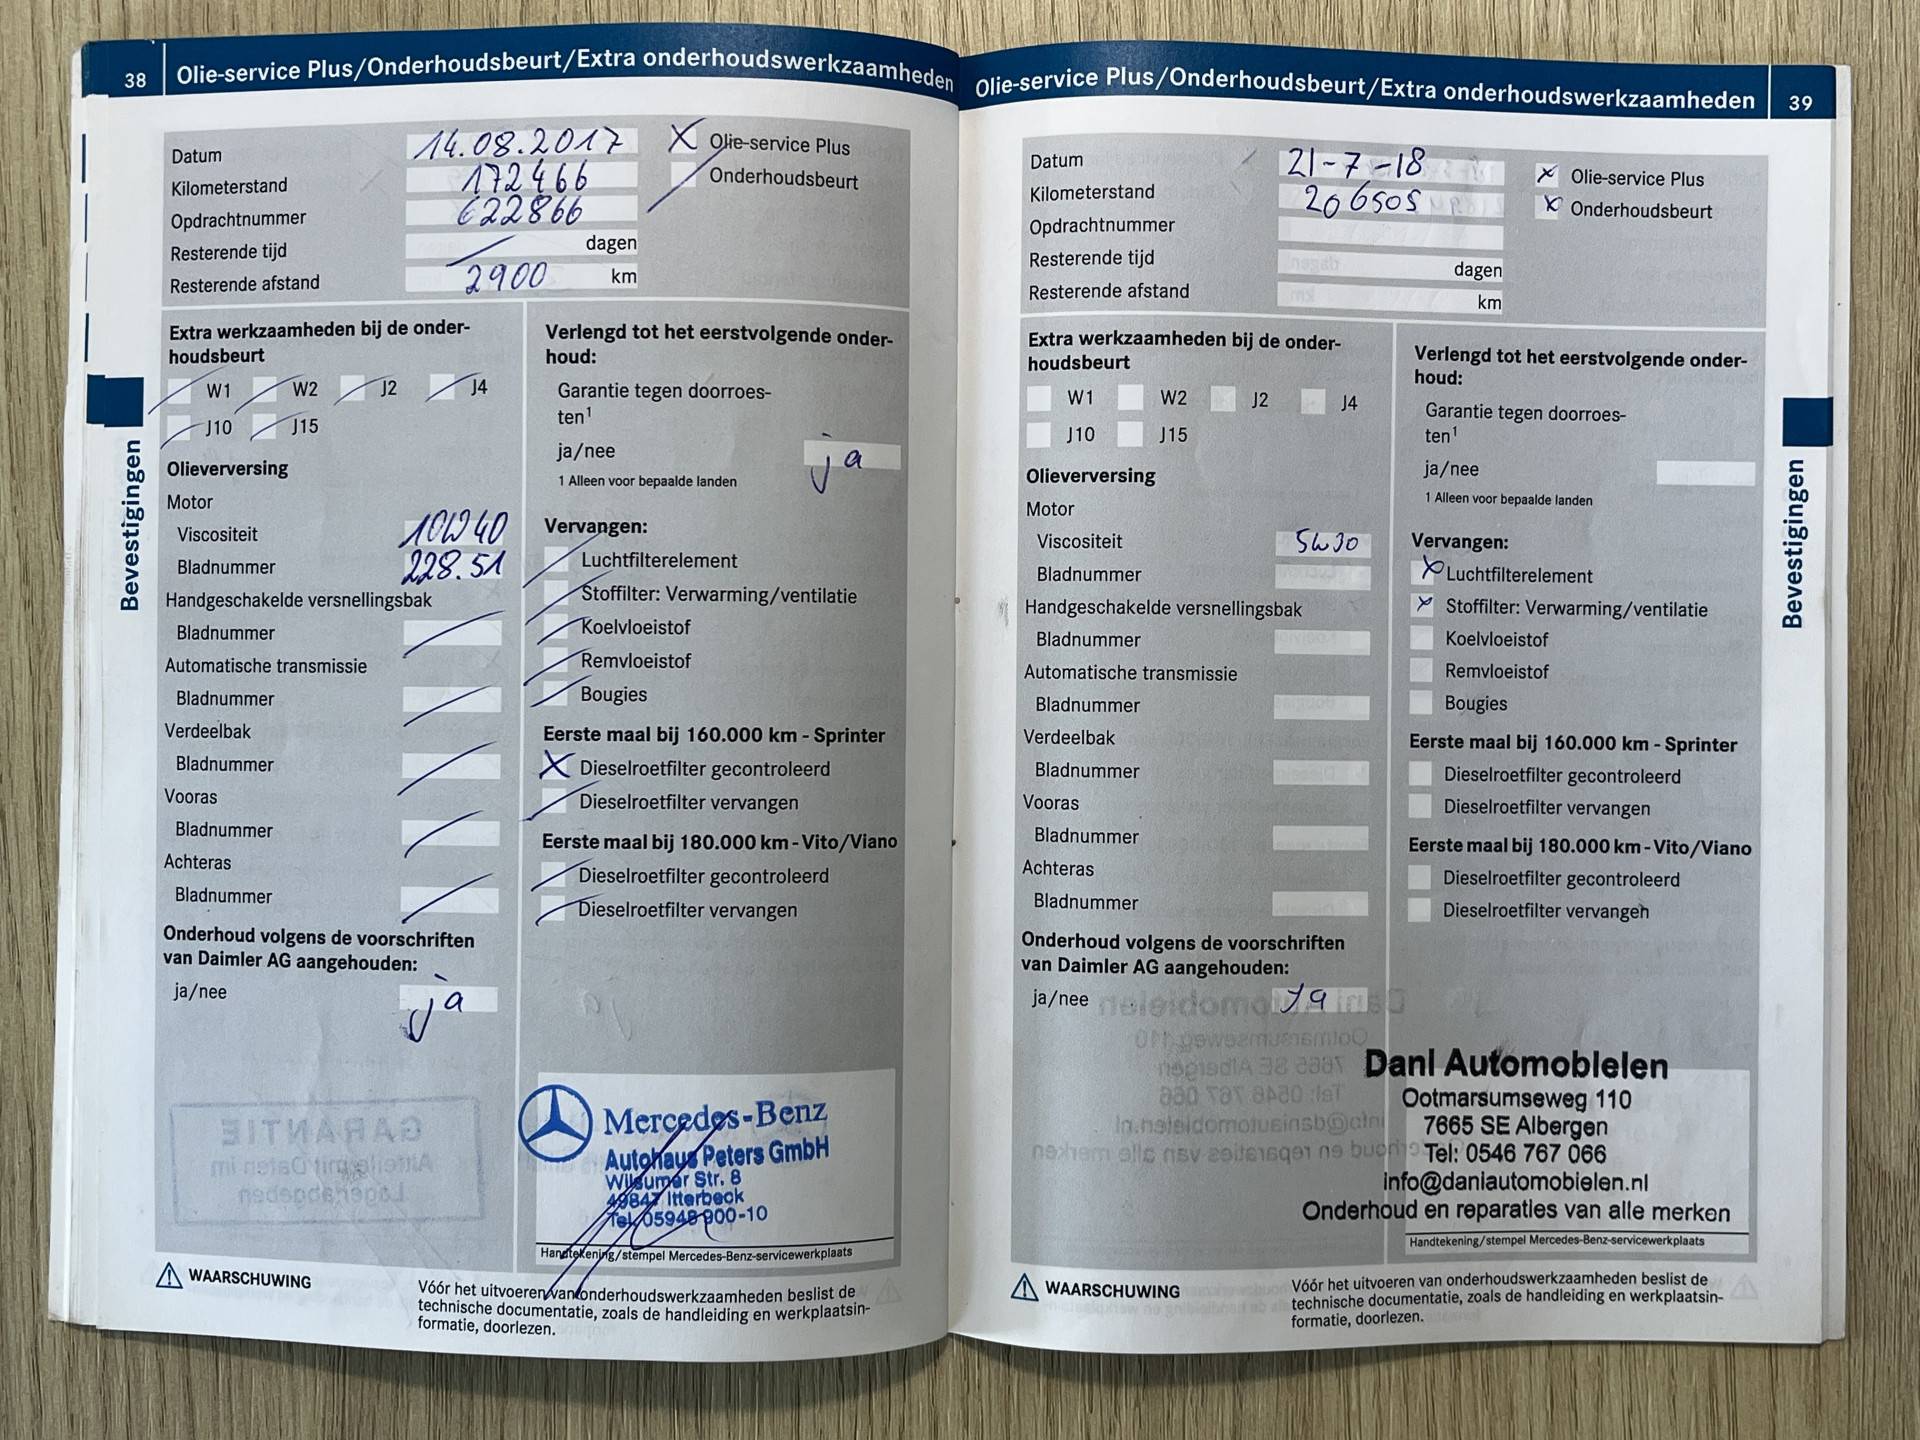 38 Olie-service Plus/Onderhoudsbeurt/Extra onderhoudswerkzaamheden
Datum 14.08.2017 X Olie-service Plus
Kilometerstand 172466 Onderhoudsbeurt
Opdrachtnummer 622866
Resterende tijd dagen
Resterende afstand 2900 km
Extra werkzaamheden bij de onder-
houdsbeurt
W1 W2 J2 J4
J10 J15
Olieverversing
Motor
Viscositeit 10W40
Bladnummer 228.51
Handgeschakelde versnellingsbak
Bladnummer
Automatische transmissie
Bladnummer
Verdeelbak
Bladnummer
Vooras
Bladnummer
Achteras
Bladnummer
Onderhoud volgens de voorschriften
van Daimler AG aangehouden:
ja/nee ja
Verlengd tot het eerstvolgende onder-
houd:
Garantie tegen doorroes-
ten¹
ja/nee ja
1 Alleen voor bepaalde landen
Vervangen:
Luchtfilterelement
Stoffilter: Verwarming/ventilatie
Koelvloeistof
Remvloeistof
Bougies
Eerste maal bij 160.000 km - Sprinter
X Dieselroetfilter gecontroleerd
Dieselroetfilter vervangen
Eerste maal bij 180.000 km - Vito/Viano
Dieselroetfilter gecontroleerd
Dieselroetfilter vervangen
Mercedes-Benz
Autohaus Peters GmbH
Wilsumer Str. 8
49847 Itterbeck
Tel. 05948 900-10
Handtekening/stempel Mercedes-Benz-servicewerkplaats
WAARSCHUWING
Vóór het uitvoeren van onderhoudswerkzaamheden beslist de
technische documentatie, zoals de handleiding en werkplaatsin-
formatie, doorlezen.
Bevestigingen
Olie-service Plus/Onderhoudsbeurt/Extra onderhoudswerkzaamheden 39
Datum 21-7-18 X Olie-service Plus
Kilometerstand 206505 X Onderhoudsbeurt
Opdrachtnummer
Resterende tijd dagen
Resterende afstand km
Extra werkzaamheden bij de onder-
houdsbeurt
W1 W2 J2 J4
J10 J15
Olieverversing
Motor
Viscositeit 5W30
Bladnummer
Handgeschakelde versnellingsbak
Bladnummer
Automatische transmissie
Bladnummer
Verdeelbak
Bladnummer
Vooras
Bladnummer
Achteras
Bladnummer
Onderhoud volgens de voorschriften
van Daimler AG aangehouden:
ja/nee Ja
Verlengd tot het eerstvolgende onder-
houd:
Garantie tegen doorroes-
ten¹
ja/nee
1 Alleen voor bepaalde landen
Vervangen:
X Luchtfilterelement
X Stoffilter: Verwarming/ventilatie
Koelvloeistof
Remvloeistof
Bougies
Eerste maal bij 160.000 km - Sprinter
Dieselroetfilter gecontroleerd
Dieselroetfilter vervangen
Eerste maal bij 180.000 km - Vito/Viano
Dieselroetfilter gecontroleerd
Dieselroetfilter vervangen
Dani Automobielen
Ootmarsumseweg 110
7665 SE Albergen
Tel: 0546 767 066
info@daniautomobielen.nl
Onderhoud en reparaties van alle merken
Handtekening/stempel Mercedes-Benz-servicewerkplaats
WAARSCHUWING
Vóór het uitvoeren van onderhoudswerkzaamheden beslist de
technische documentatie, zoals de handleiding en werkplaatsin-
formatie, doorlezen.
Bevestigingen